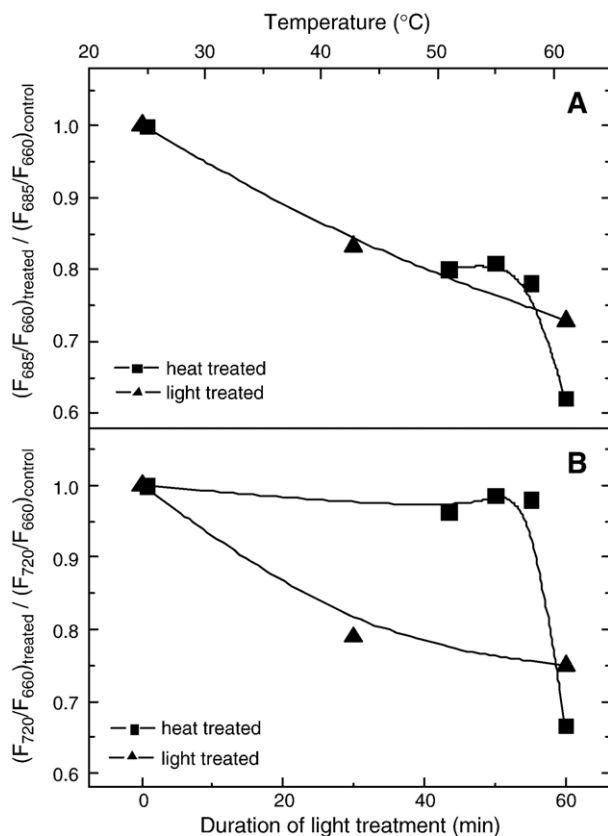 Temperature (°C)
20 30 40 50 60
A
1.0
0.9
0.8
0.7
0.6
(F685/F660)treated / (F685/F660)control
heat treated
light treated
B
1.0
0.9
0.8
0.7
0.6
(F720/F660)treated / (F720/F660)control
heat treated
light treated
0 20 40 60
Duration of light treatment (min)